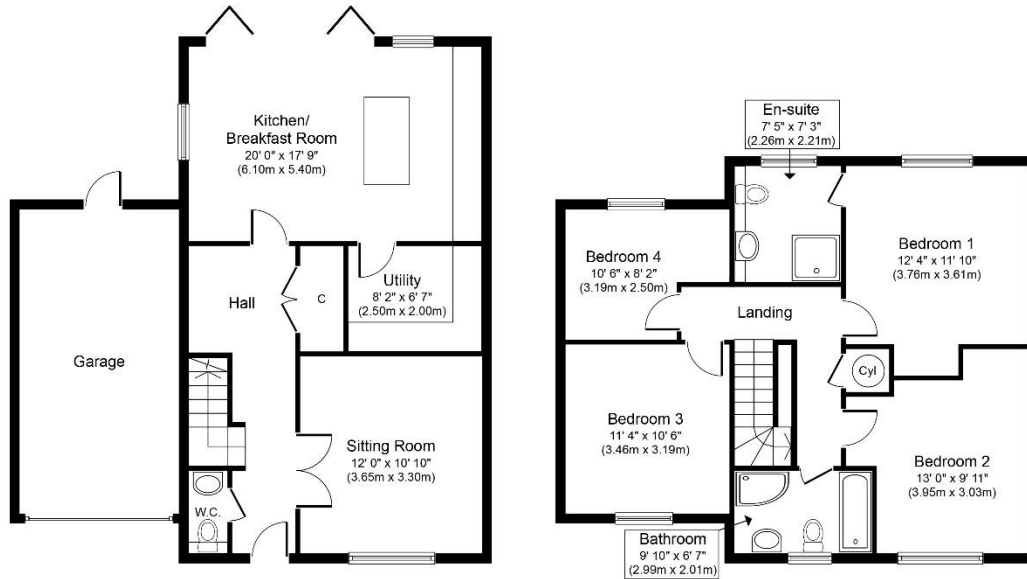 Kitchen/
Breakfast Room
20' 0" x 17' 9"
(6.10m x 5.40m)
Utility
8' 2" x 6' 7"
(2.50m x 2.00m)
Hall
C
Garage
Sitting Room
12' 0" x 10' 10"
(3.65m x 3.30m)
W.C.
En-suite
7' 5" x 7' 3"
(2.26m x 2.21m)
Bedroom 1
12' 4" x 11' 10"
(3.76m x 3.61m)
Bedroom 4
10' 6" x 8' 2"
(3.19m x 2.50m)
Landing
Cyl
Bedroom 3
11' 4" x 10' 6"
(3.46m x 3.19m)
Bedroom 2
13' 0" x 9' 11"
(3.95m x 3.03m)
Bathroom
9' 10" x 6' 7"
(2.99m x 2.01m)